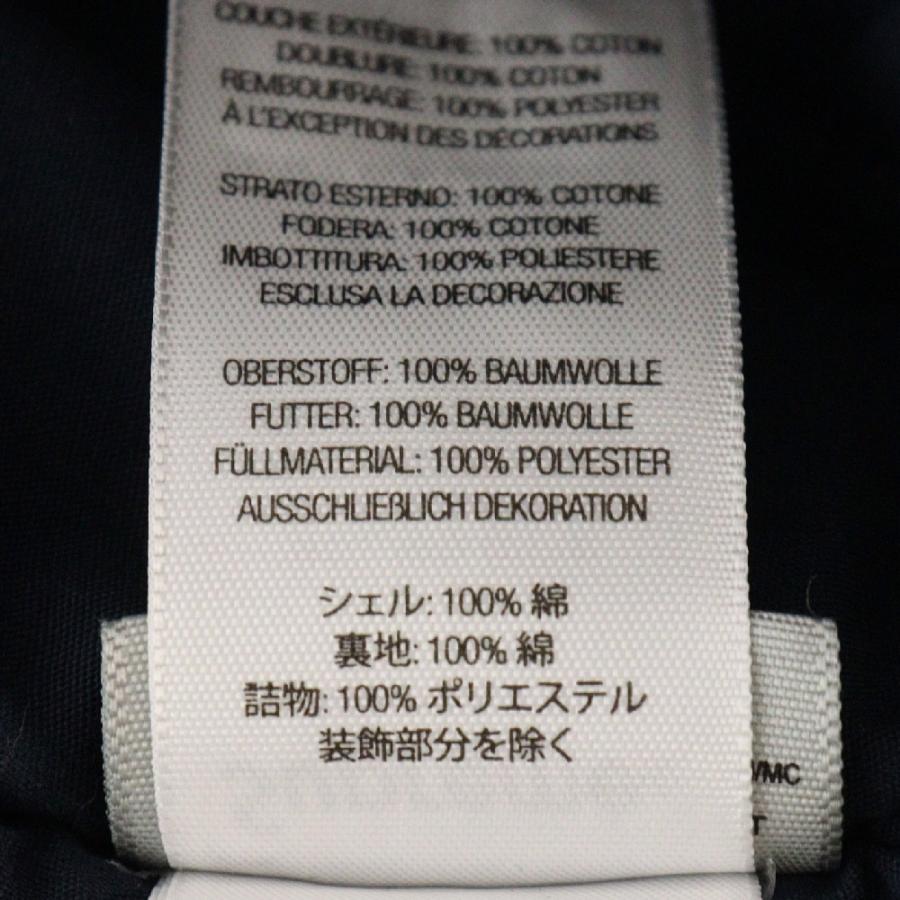 COUCHE EXTÉRIEURE: 100% COTON
DOUBLURE: 100% COTON
REMBOURRAGE: 100% POLYESTER
À L'EXCEPTION DES DÉCORATIONS
STRATO ESTERNO: 100% COTONE
FODERA: 100% COTONE
IMBOTTITURA: 100% POLIESTERE
ESCLUSA LA DECORAZIONE
OBERSTOFF: 100% BAUMWOLLE
FUTTER: 100% BAUMWOLLE
FÜLLMATERIAL: 100% POLYESTER
AUSSCHLIEßLICH DEKORATION
シェル: 100% 綿
裏地: 100% 綿
詰物: 100% ポリエステル
装飾部分を除く